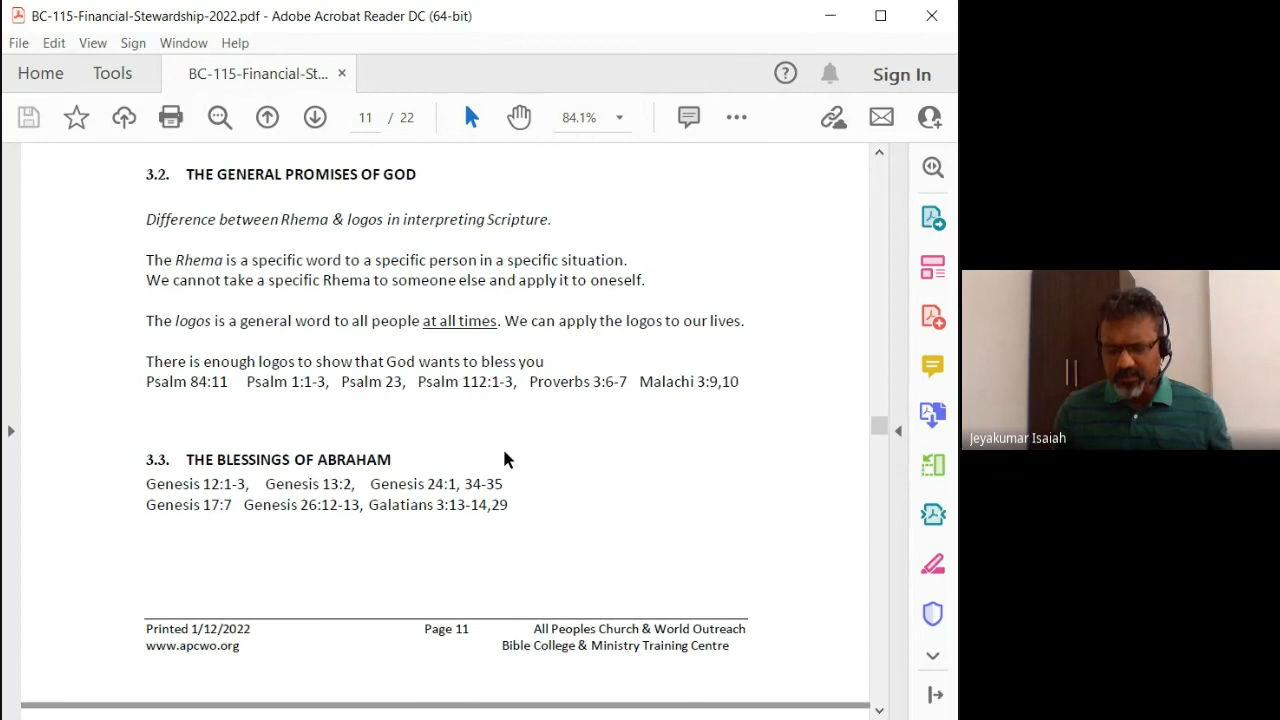 BC-115-Financial-Stewardship-2022.pdf - Adobe Acrobat Reader DC (64-bit)
File Edit View Sign Window Help
Home Tools BC-115-Financial-St... Sign In
11 / 22 84.1%
3.2. THE GENERAL PROMISES OF GOD
Difference between Rhema & logos in interpreting Scripture.
The Rhema is a specific word to a specific person in a specific situation.
We cannot take a specific Rhema to someone else and apply it to oneself.
The logos is a general word to all people at all times. We can apply the logos to our lives.
There is enough logos to show that God wants to bless you
Psalm 84:11 Psalm 1:1-3, Psalm 23, Psalm 112:1-3, Proverbs 3:6-7 Malachi 3:9,10
3.3. THE BLESSINGS OF ABRAHAM
Genesis 12:1-3, Genesis 13:2, Genesis 24:1, 34-35
Genesis 17:7 Genesis 26:12-13, Galatians 3:13-14,29
Printed 1/12/2022 Page 11 All Peoples Church & World Outreach
www.apcwo.org Bible College & Ministry Training Centre
Jeyakumar Isaiah